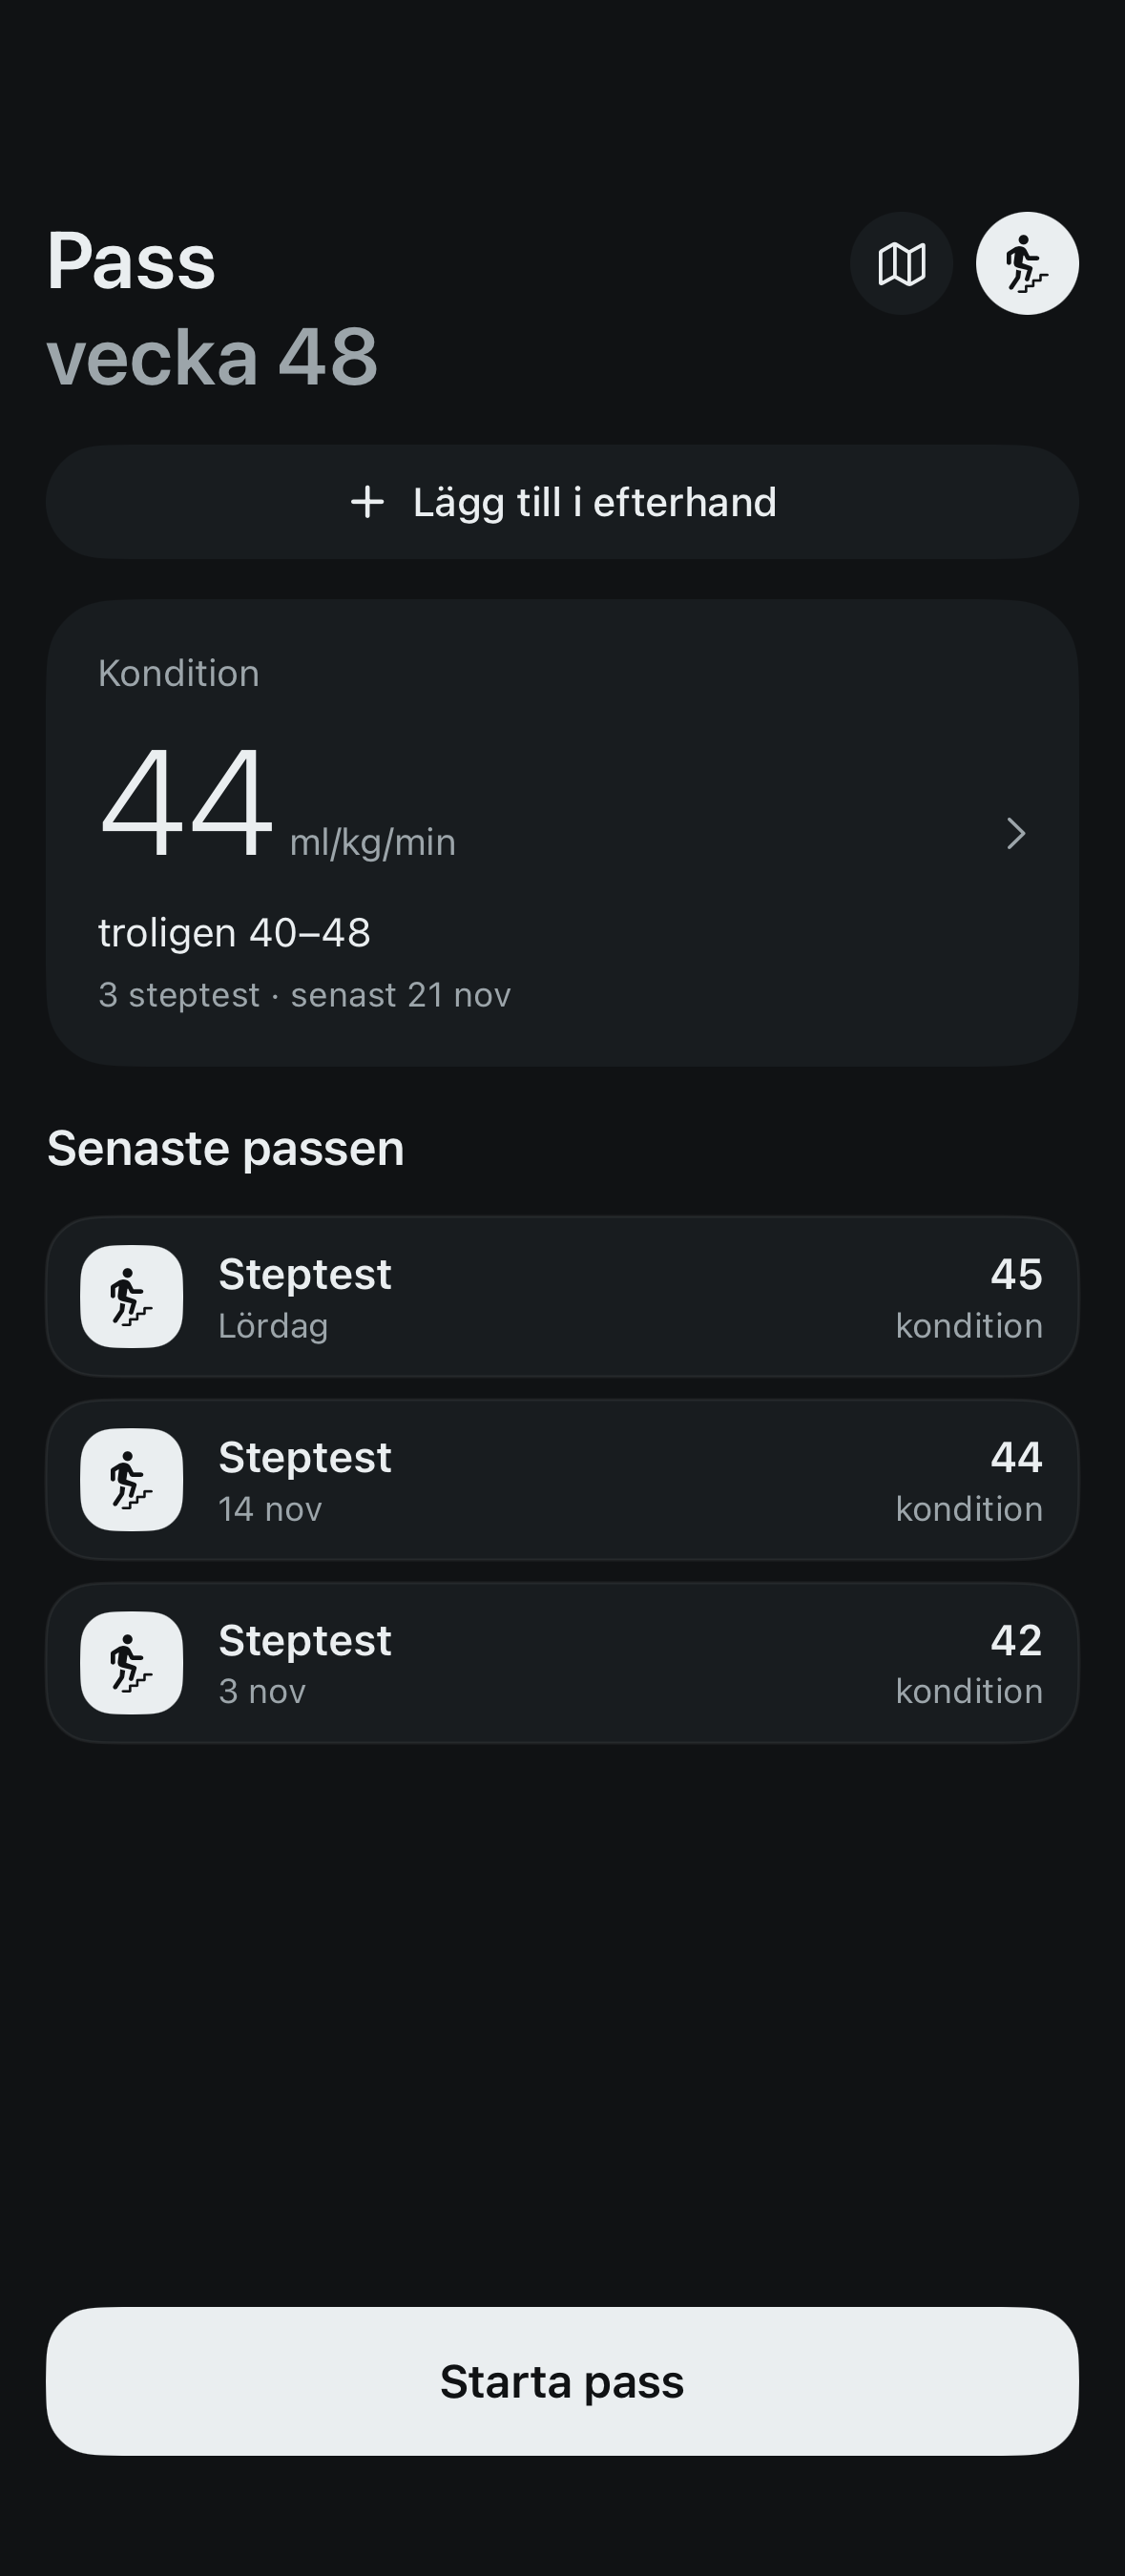 Pass
vecka 48
Lägg till i efterhand
Kondition
44 ml/kg/min
troligen 40–48
3 steptest · senast 21 nov
Senaste passen
Steptest 45
Lördag kondition
Steptest 44
14 nov kondition
Steptest 42
3 nov kondition
Starta pass